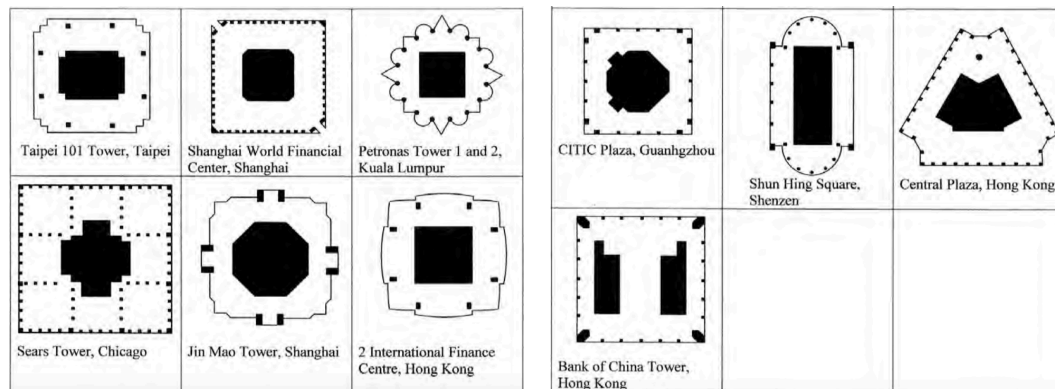 Taipei 101 Tower, Taipei
Shanghai World Financial
Center, Shanghai
Petronas Tower 1 and 2,
Kuala Lumpur
Sears Tower, Chicago
Jin Mao Tower, Shanghai
2 International Finance
Centre, Hong Kong
CITIC Plaza, Guanhgzhou
Shun Hing Square,
Shenzen
Central Plaza, Hong Kong
Bank of China Tower,
Hong Kong